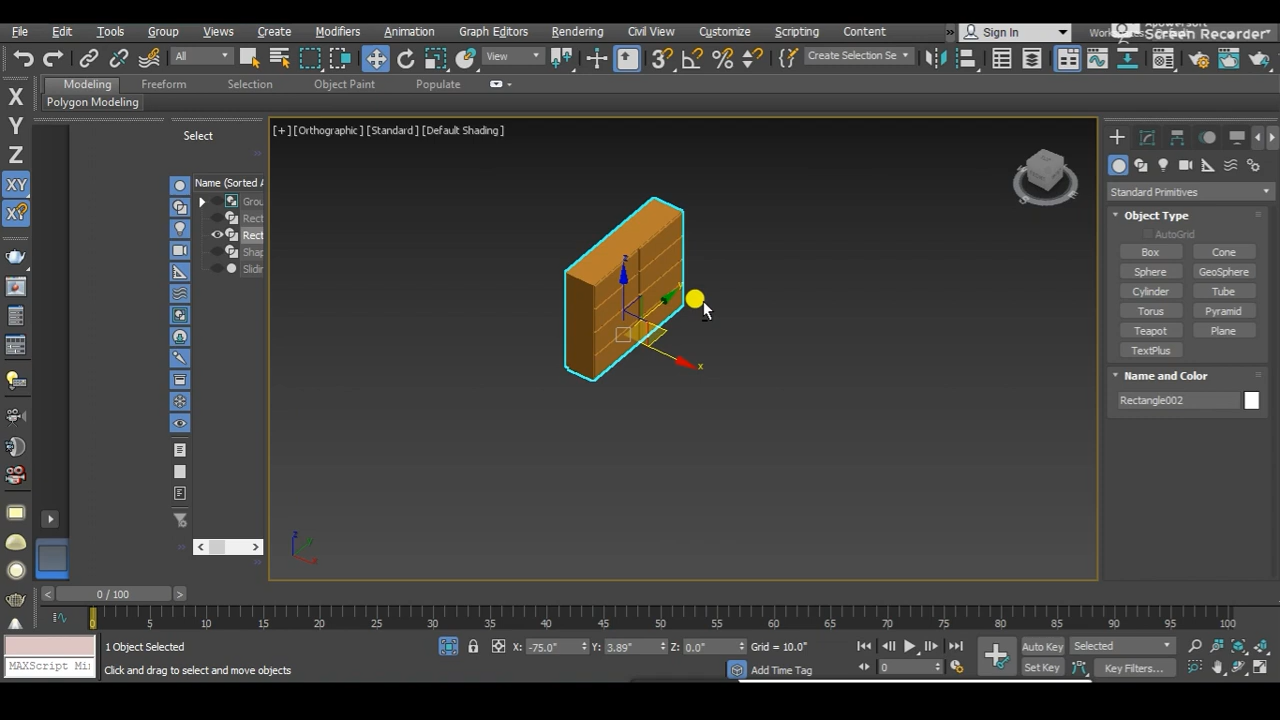 File Edit Tools Group Views Create Modifiers Animation Graph Editors Rendering Civil View Customize Scripting Content » Sign In
Apowersoft
Screen Recorder
All View Create Selection Se
Modeling Freeform Selection Object Paint Populate
Polygon Modeling
X
Y
Z
XY
XY
Select
Name (Sorted A
Grou
Rect
Rect
Shap
Slidin
[+] [Orthographic ] [Standard ] [Default Shading ]
z
y
x
Standard Primitives
Object Type
AutoGrid
Box Cone
Sphere GeoSphere
Cylinder Tube
Torus Pyramid
Teapot Plane
TextPlus
Name and Color
Rectangle002
< 0 / 100 >
0 5 10 15 20 25 30 35 40 45 50 55 60 65 70 75 80 85 90 95 100
1 Object Selected X: -75.0" Y: 3.89" Z: 0.0" Grid = 10.0" Auto Key Selected
MAXScript Mi Click and drag to select and move objects Add Time Tag 0 Set Key Key Filters...